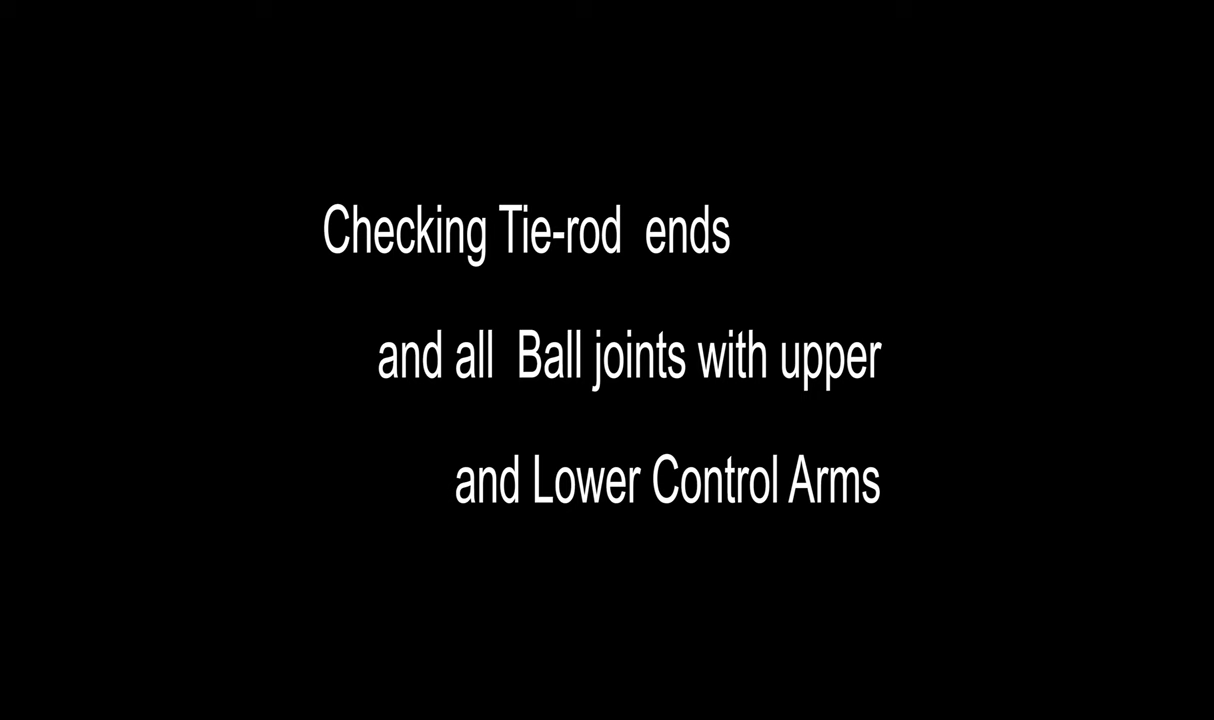 Checking Tie-rod  ends
and all  Ball joints with upper
and Lower Control Arms